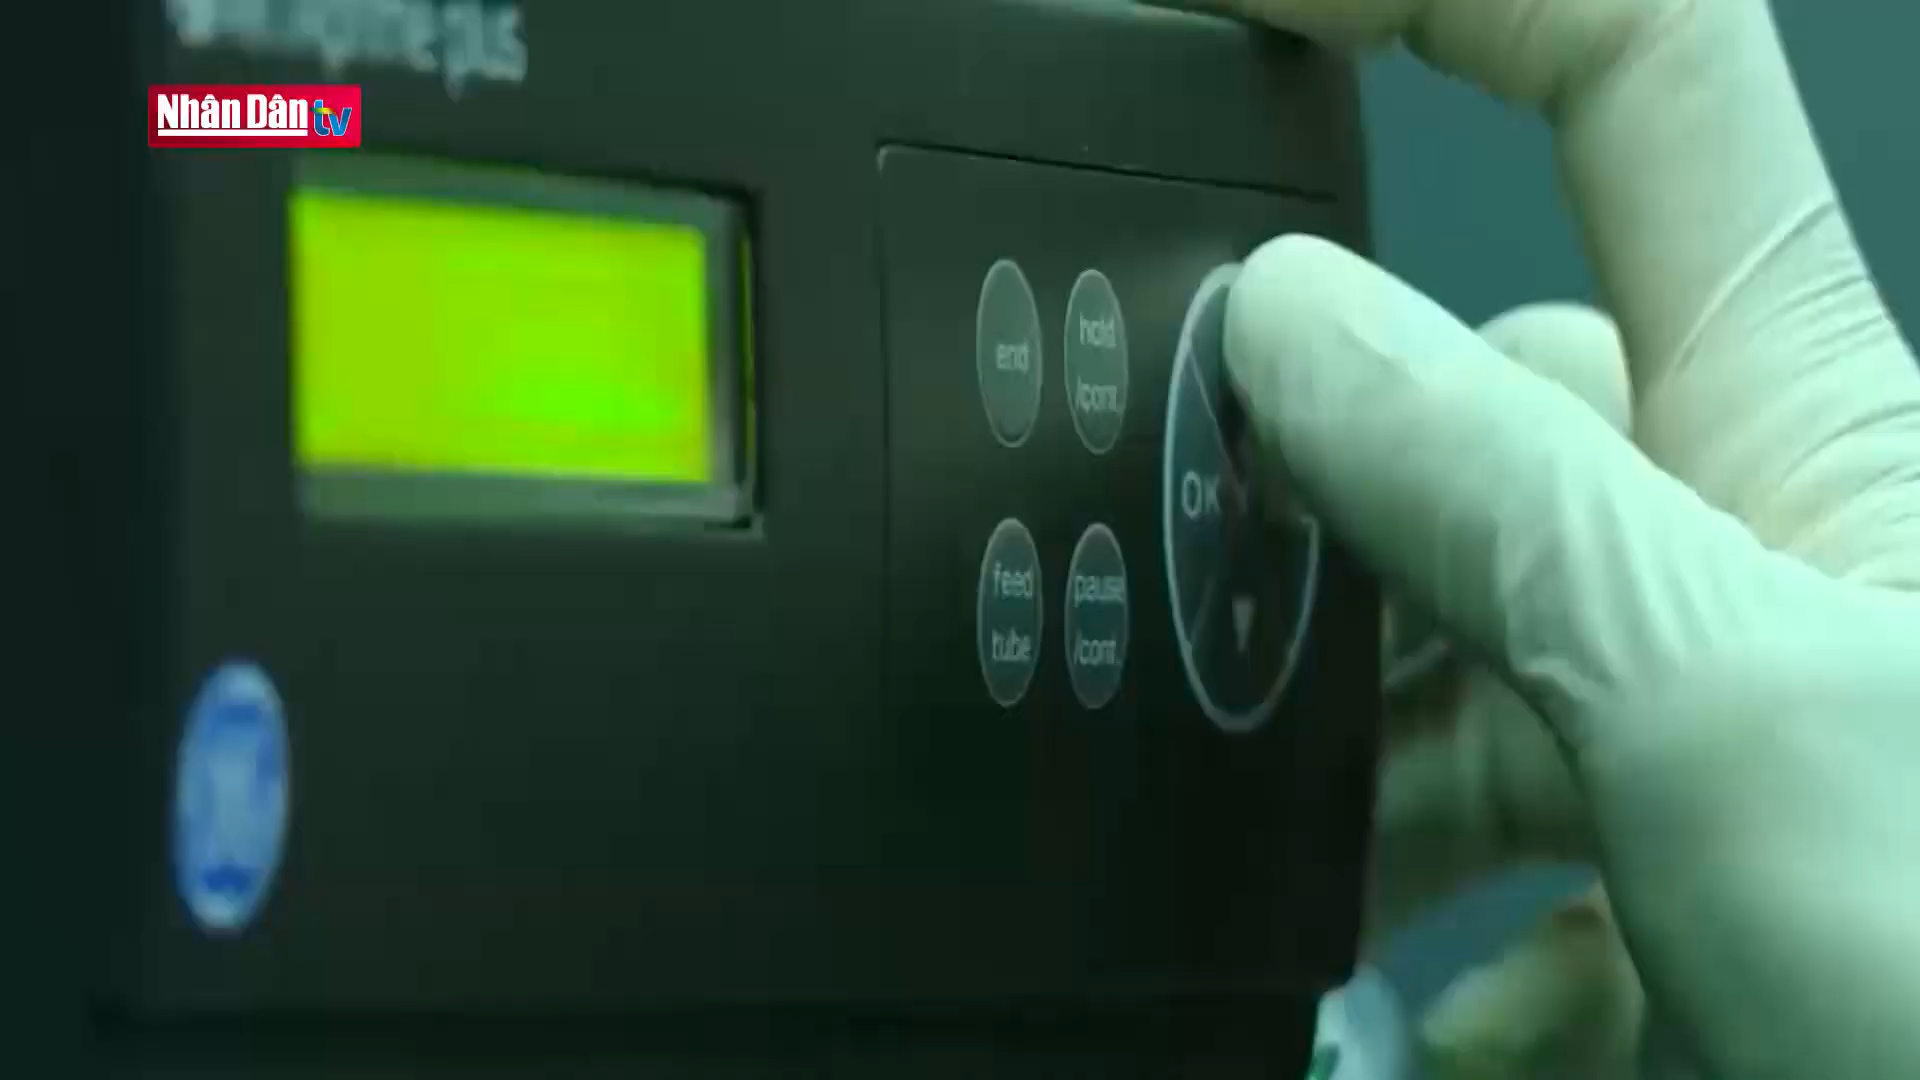 Nhân Dân tv
end
hold
/cont.
OK
feed
tube
pause
/cont.